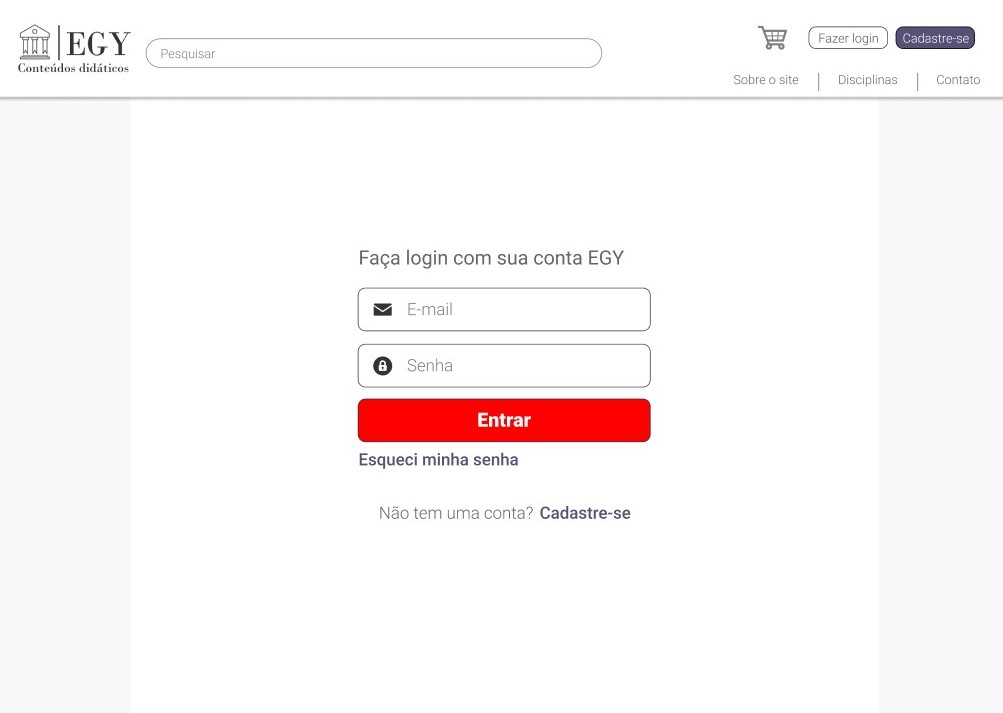 EGY
Conteúdos didáticos
Pesquisar
Fazer login
Cadastre-se
Sobre o site
Disciplinas
Contato
Faça login com sua conta EGY
E-mail
Senha
Entrar
Esqueci minha senha
Não tem uma conta? Cadastre-se